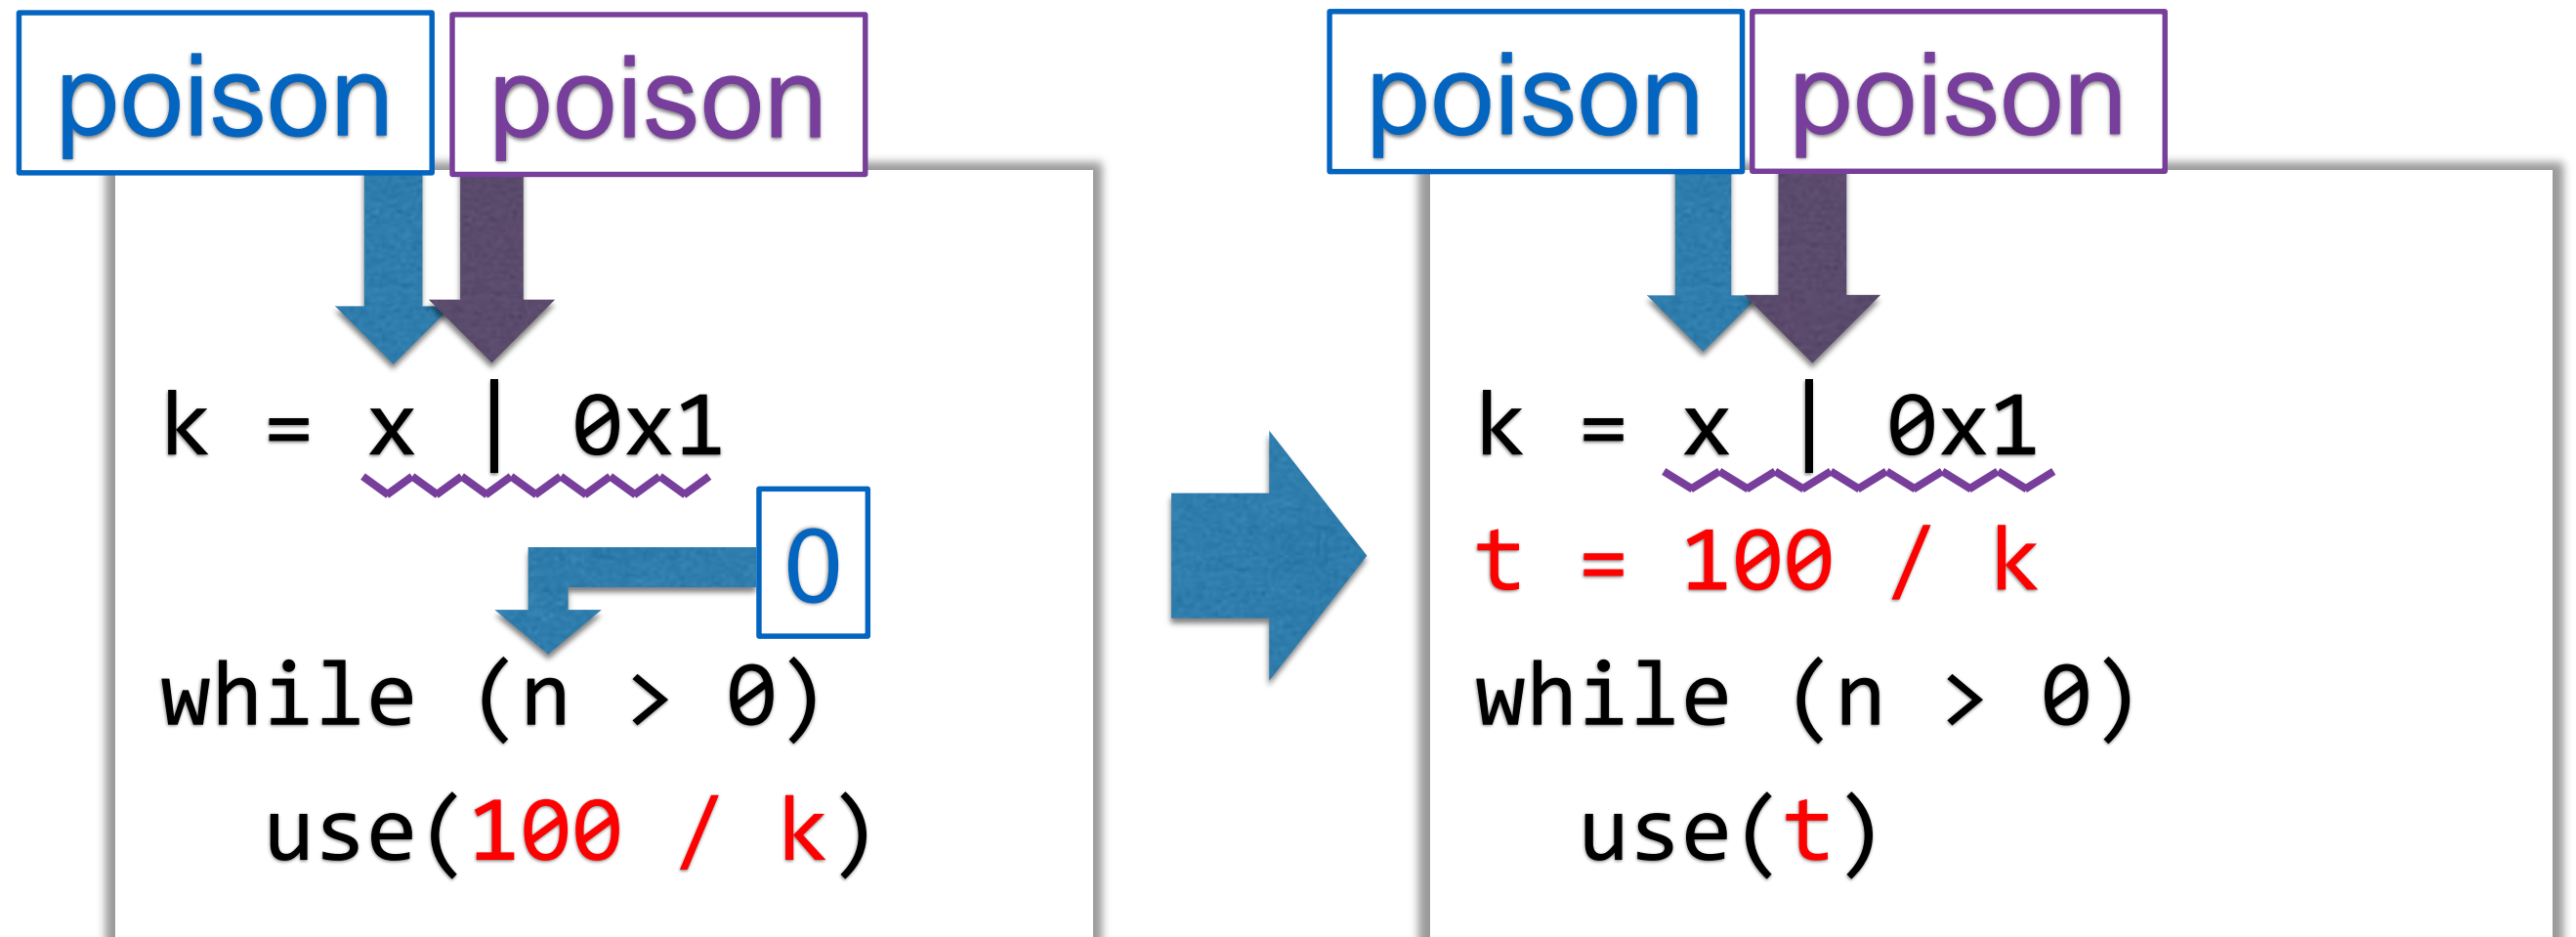 poison poison
k = x | 0x1
0
while (n > 0)
use(100 / k)
poison poison
k = x | 0x1
t = 100 / k
while (n > 0)
use(t)